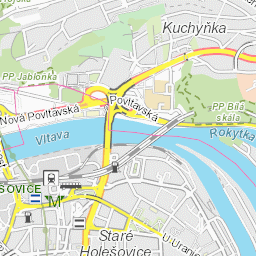 Kuchyňka
PP Jabloňka
Nová Povltavská
Povltavská
PP Bílá
skála
Vltava
Rokytka
SOVICE
M
Staré
Holešovice
U Uranie